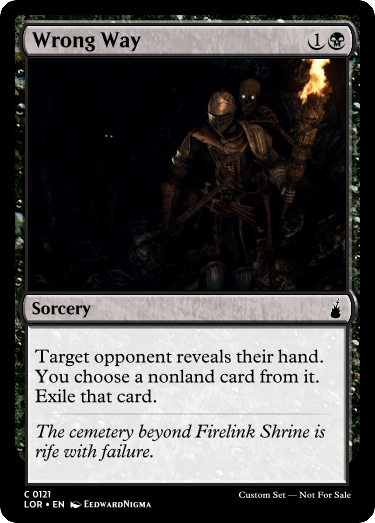 Wrong Way 1
Sorcery
Target opponent reveals their hand.
You choose a nonland card from it.
Exile that card.
The cemetery beyond Firelink Shrine is
rife with failure.
C 0121
LOR • EN EEDWARDNIGMA
Custom Set — Not For Sale